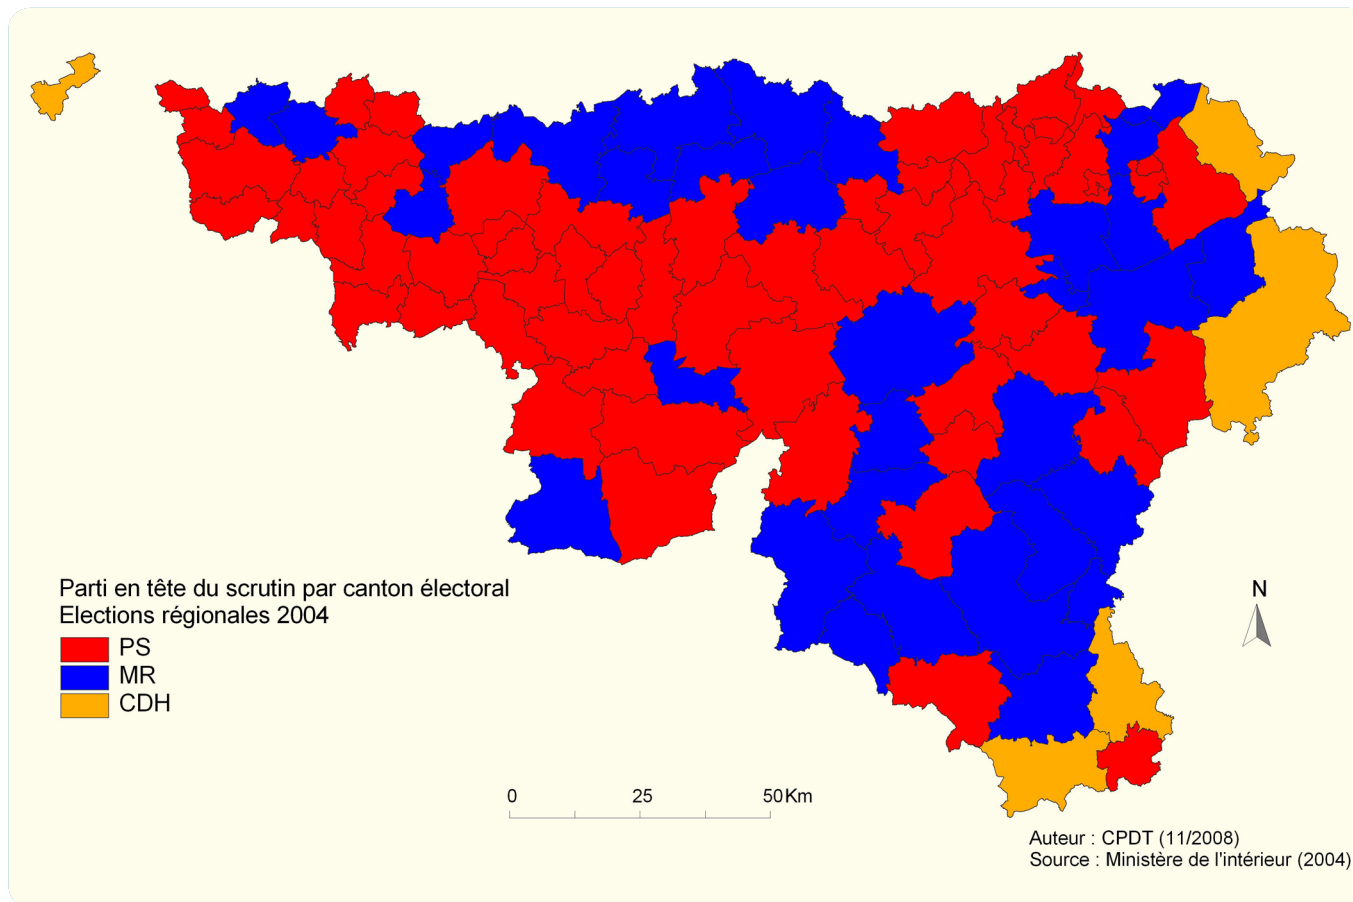 Parti en tête du scrutin par canton électoral
Elections régionales 2004
PS
MR
CDH
N
0 25 50Km
Auteur : CPDT (11/2008)
Source : Ministère de l'intérieur (2004)